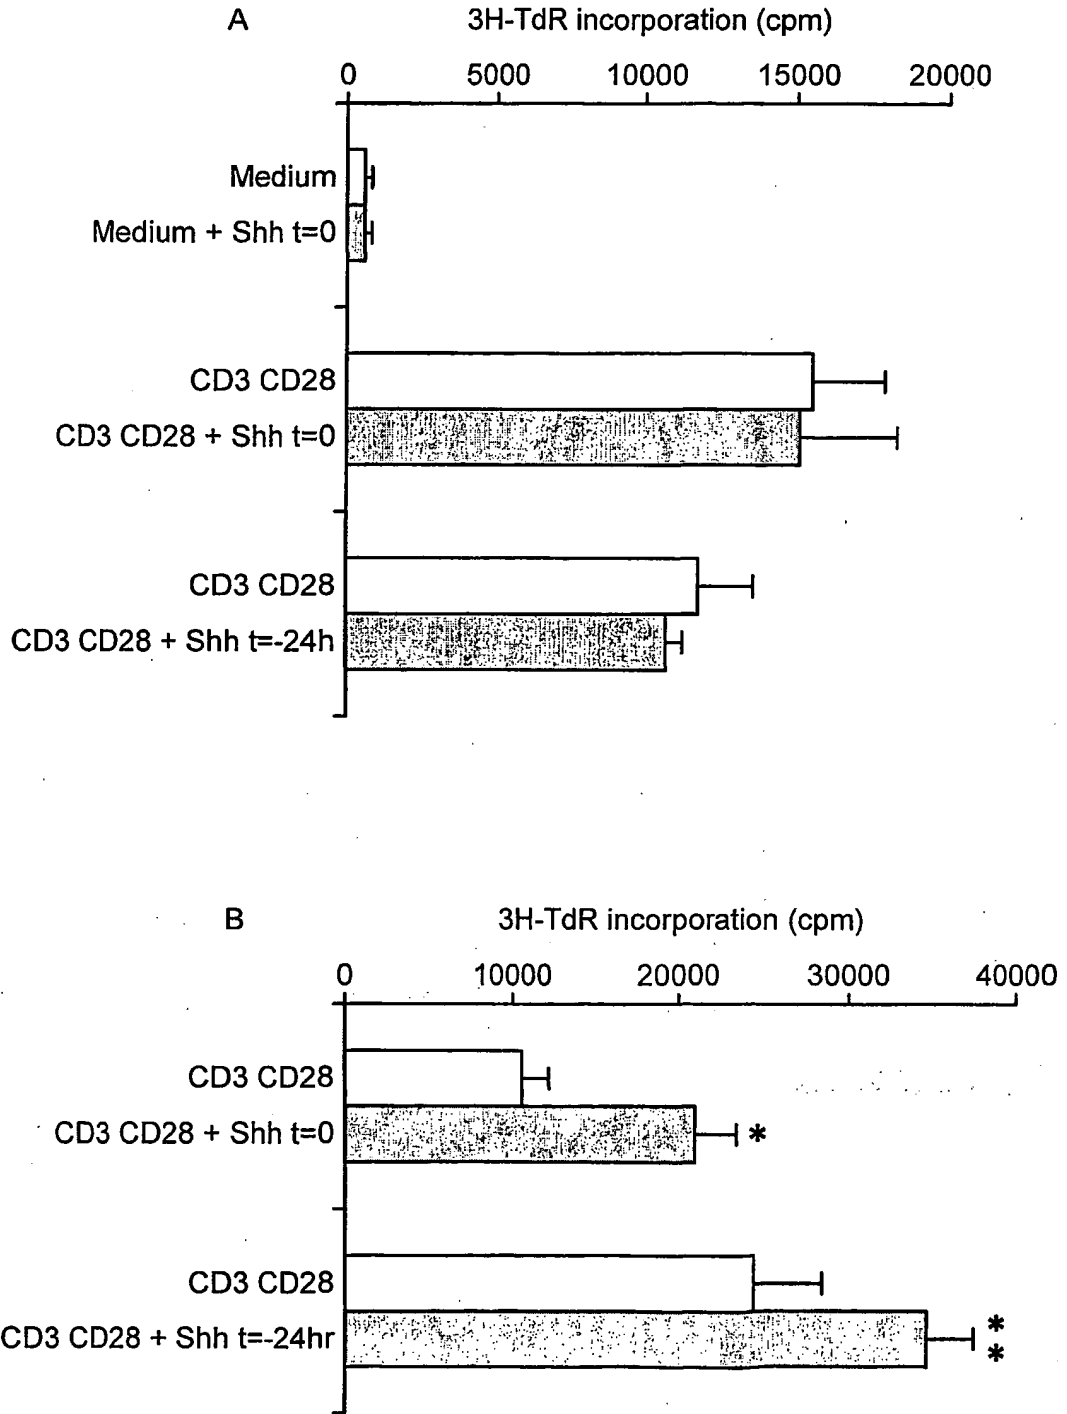 A 3H-TdR incorporation (cpm)
0 5000 10000 15000 20000
Medium
Medium + Shh t=0
CD3 CD28
CD3 CD28 + Shh t=0
CD3 CD28
CD3 CD28 + Shh t=-24h
B 3H-TdR incorporation (cpm)
0 10000 20000 30000 40000
CD3 CD28
CD3 CD28 + Shh t=0 *
CD3 CD28
CD3 CD28 + Shh t=-24hr * *